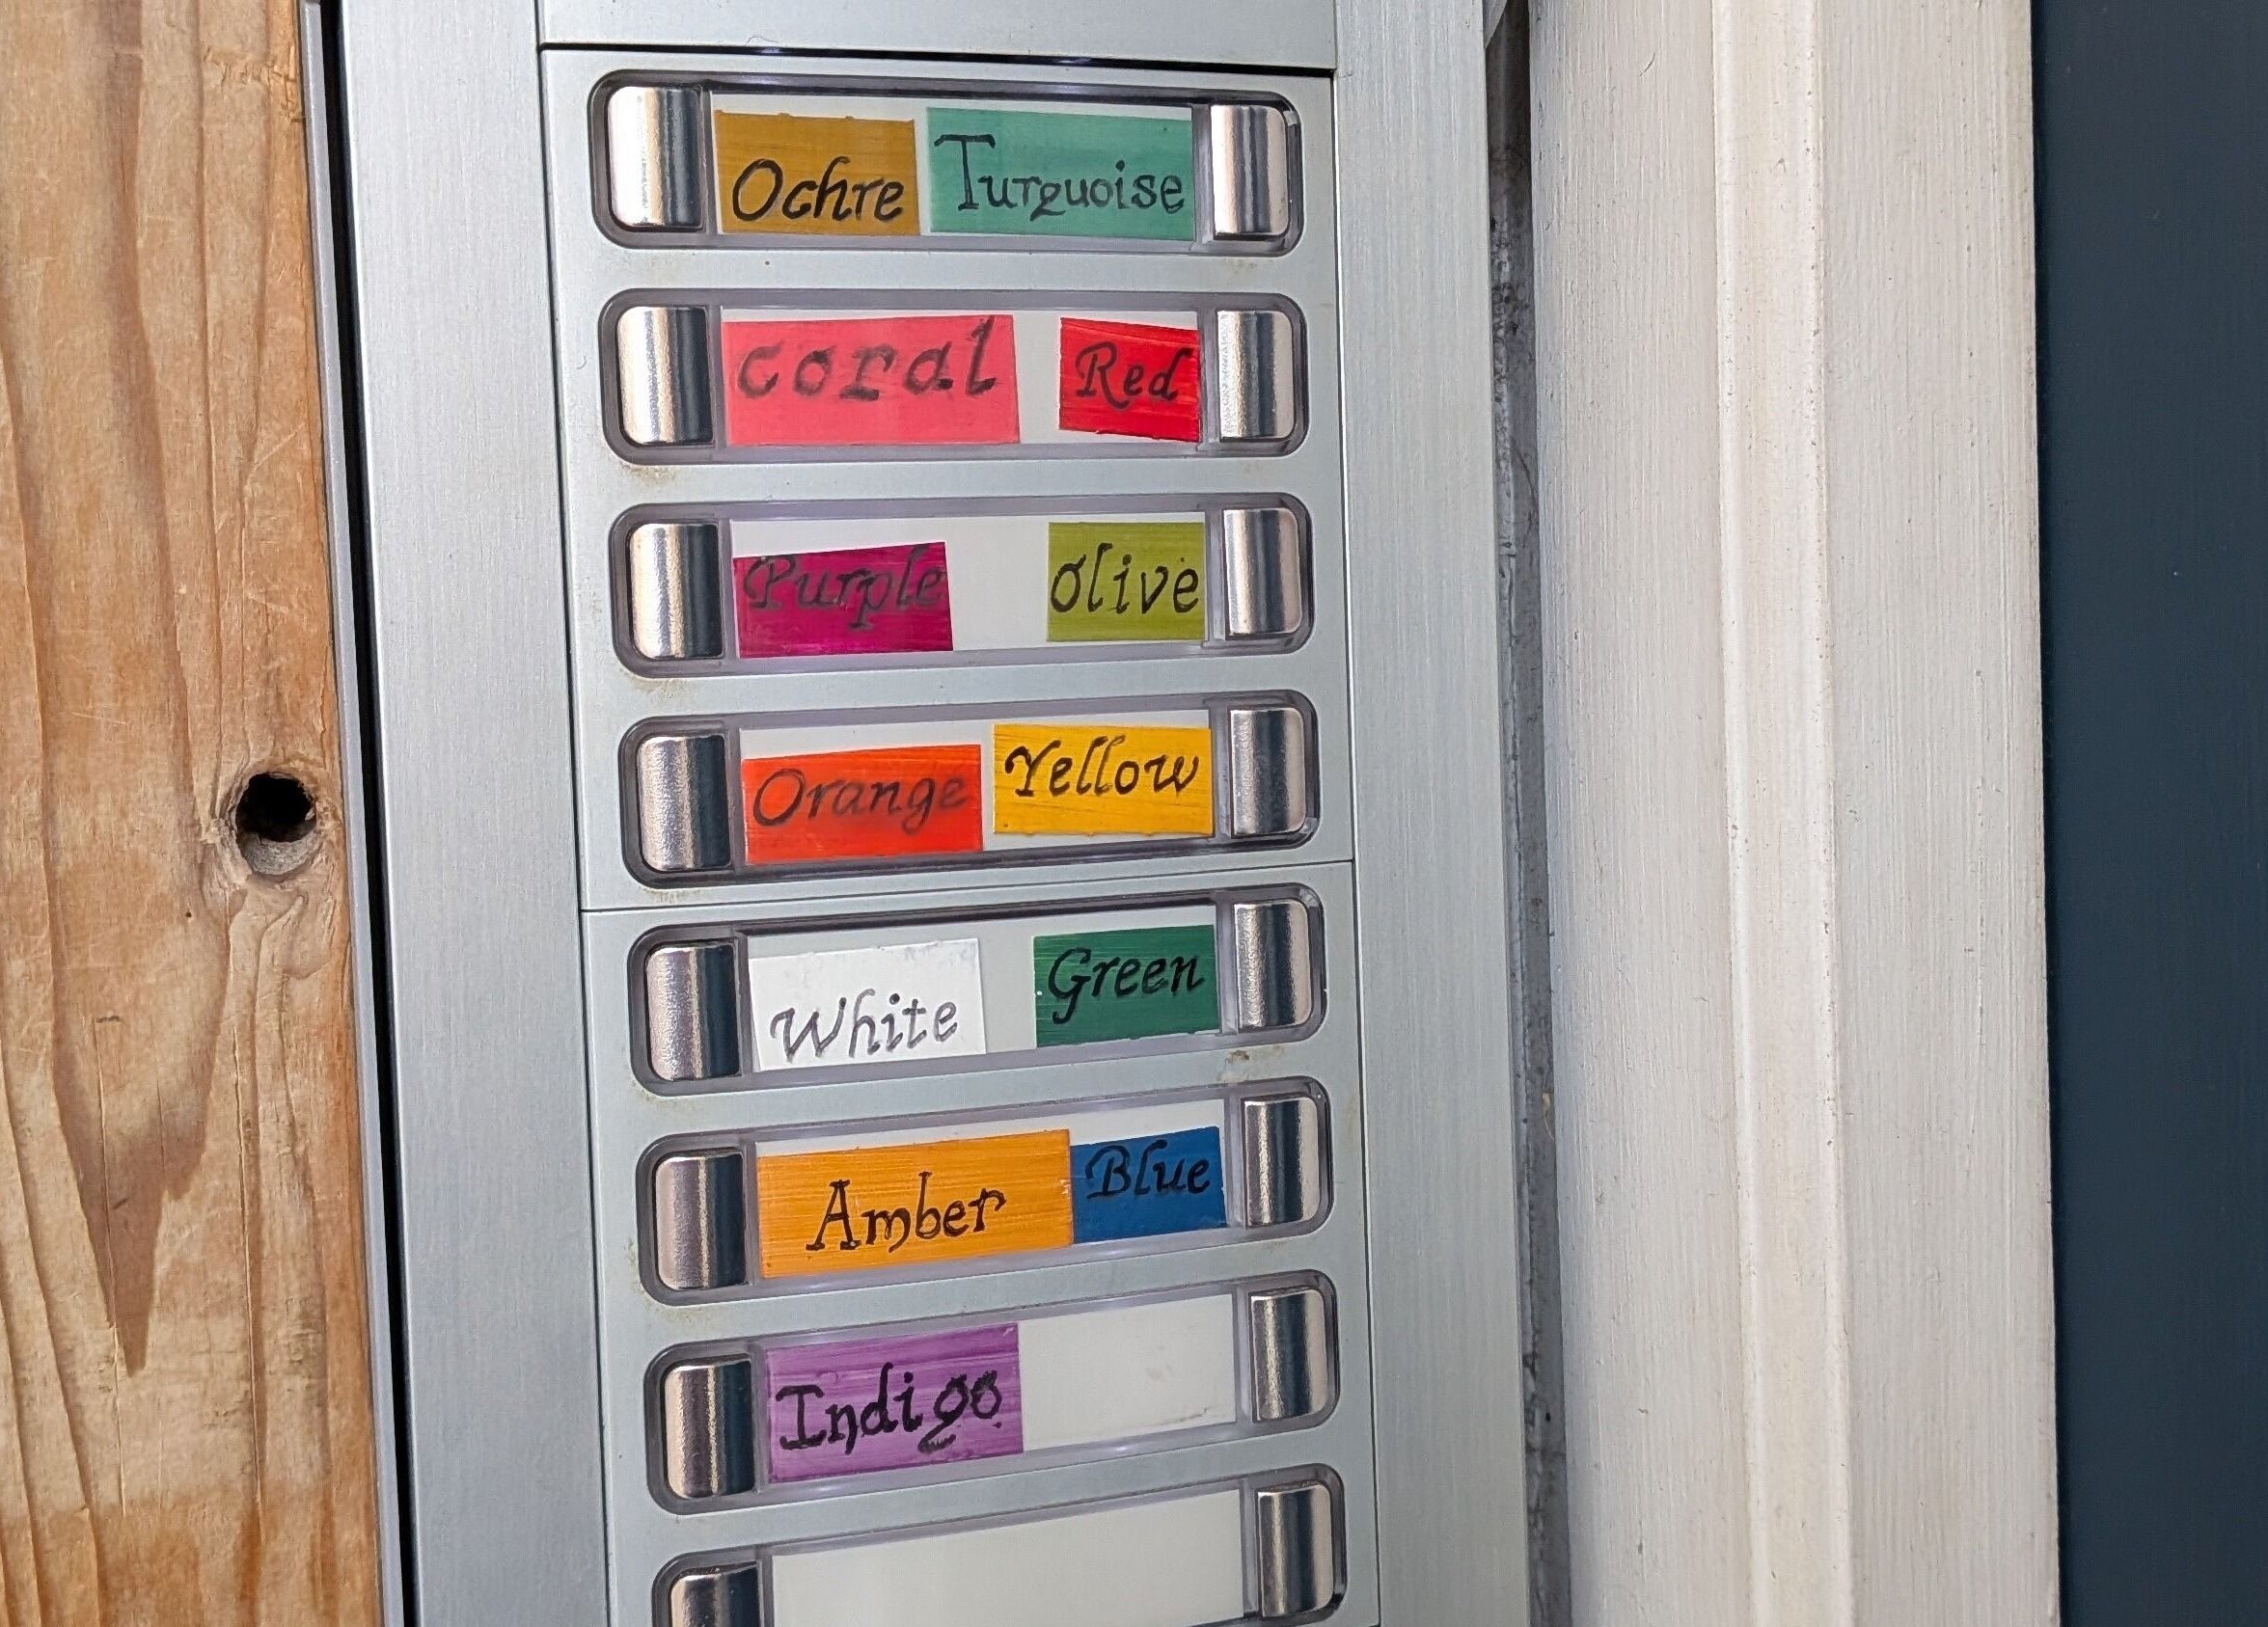 Ochre Turquoise
coral Red
Purple olive
Orange Yellow
White Green
Amber Blue
Indigo